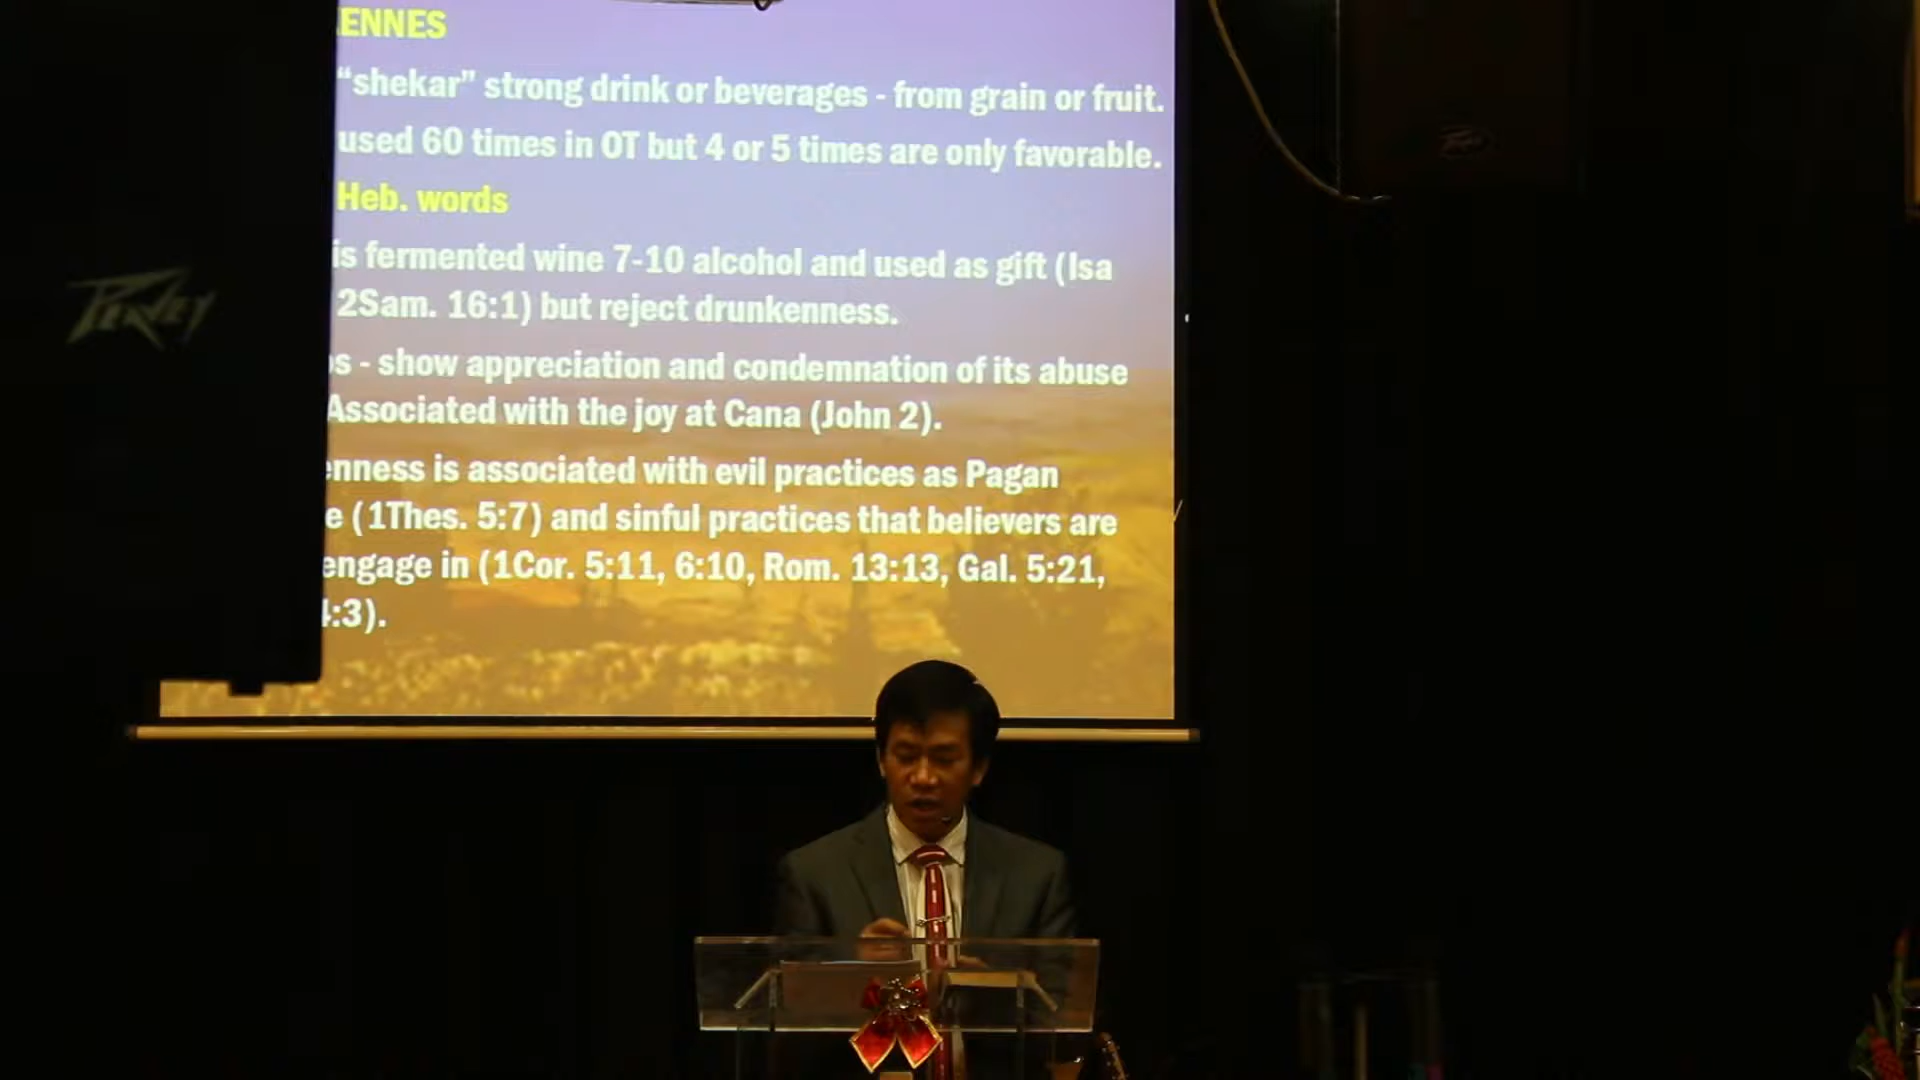 ENNES
“shekar” strong drink or beverages - from grain or fruit.
used 60 times in OT but 4 or 5 times are only favorable.
Heb. words
is fermented wine 7-10 alcohol and used as gift (Isa
2Sam. 16:1) but reject drunkenness.
s - show appreciation and condemnation of its abuse
Associated with the joy at Cana (John 2).
enness is associated with evil practices as Pagan
e (1Thes. 5:7) and sinful practices that believers are
engage in (1Cor. 5:11, 6:10, Rom. 13:13, Gal. 5:21,
4:3).
PEAVEY